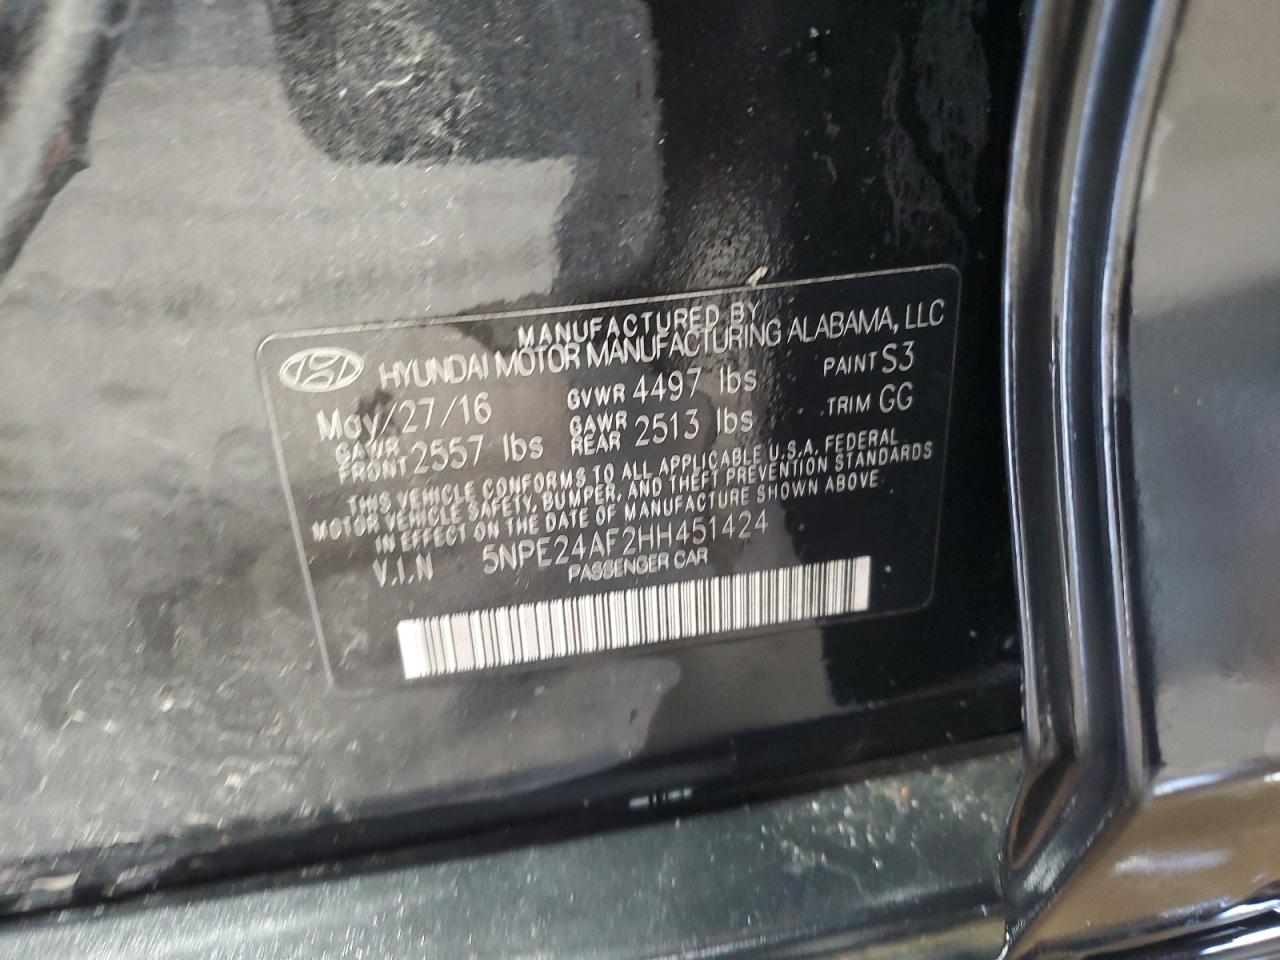 MANUFACTURED BY
HYUNDAI MOTOR MANUFACTURING ALABAMA, LLC
May/27/16 GVWR 4497 lbs PAINT S3
GAWR FRONT 2557 lbs GAWR REAR 2513 lbs TRIM GG
THIS VEHICLE CONFORMS TO ALL APPLICABLE U.S.A. FEDERAL
MOTOR VEHICLE SAFETY, BUMPER, AND THEFT PREVENTION STANDARDS
IN EFFECT ON THE DATE OF MANUFACTURE SHOWN ABOVE
V.I.N 5NPE24AF2HH451424
PASSENGER CAR